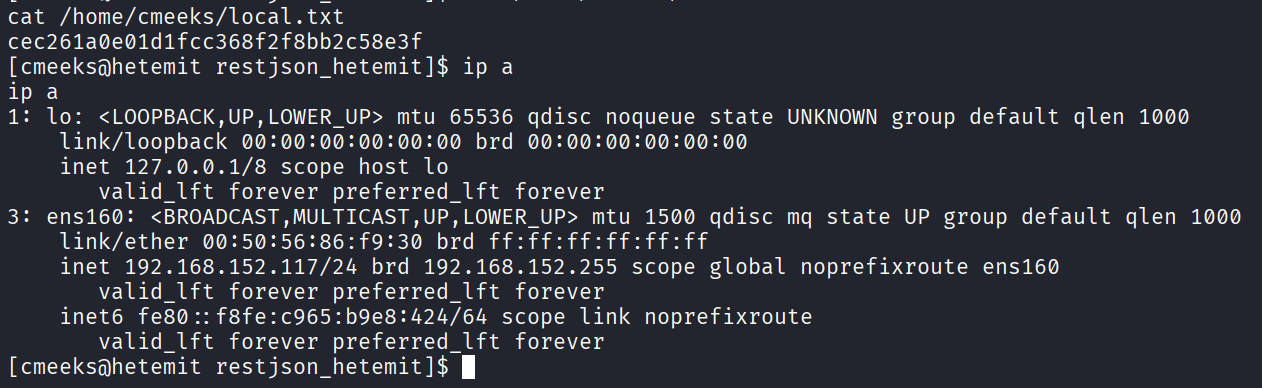 cat /home/cmeeks/local.txt
cec261a0e01d1fcc368f2f8bb2c58e3f
[cmeeks@hetemit restjson_hetemit]$ ip a
ip a
1: lo: <LOOPBACK,UP,LOWER_UP> mtu 65536 qdisc noqueue state UNKNOWN group default qlen 1000
    link/loopback 00:00:00:00:00:00 brd 00:00:00:00:00:00
    inet 127.0.0.1/8 scope host lo
       valid_lft forever preferred_lft forever
3: ens160: <BROADCAST,MULTICAST,UP,LOWER_UP> mtu 1500 qdisc mq state UP group default qlen 1000
    link/ether 00:50:56:86:f9:30 brd ff:ff:ff:ff:ff:ff
    inet 192.168.152.117/24 brd 192.168.152.255 scope global noprefixroute ens160
       valid_lft forever preferred_lft forever
    inet6 fe80::f8fe:c965:b9e8:424/64 scope link noprefixroute
       valid_lft forever preferred_lft forever
[cmeeks@hetemit restjson_hetemit]$